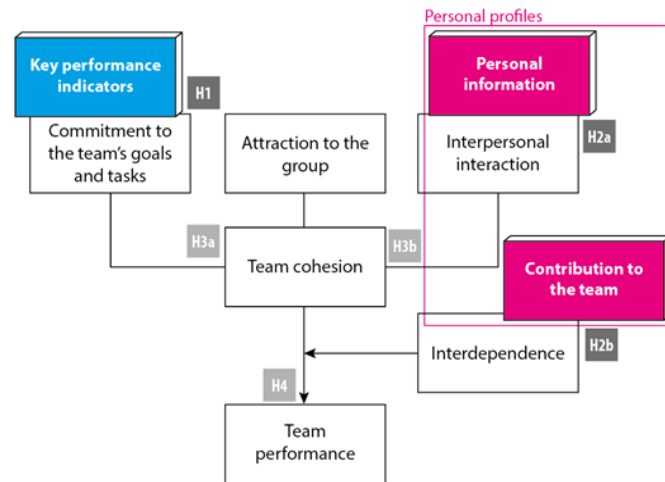 Personal profiles
Key performance
indicators
Personal
information
H1
Commitment to
the team's goals
and tasks
Attraction to the
group
Interpersonal
interaction
H2a
H3a
Team cohesion
H3b
Contribution to
the team
Interdependence
H2b
H4
Team
performance